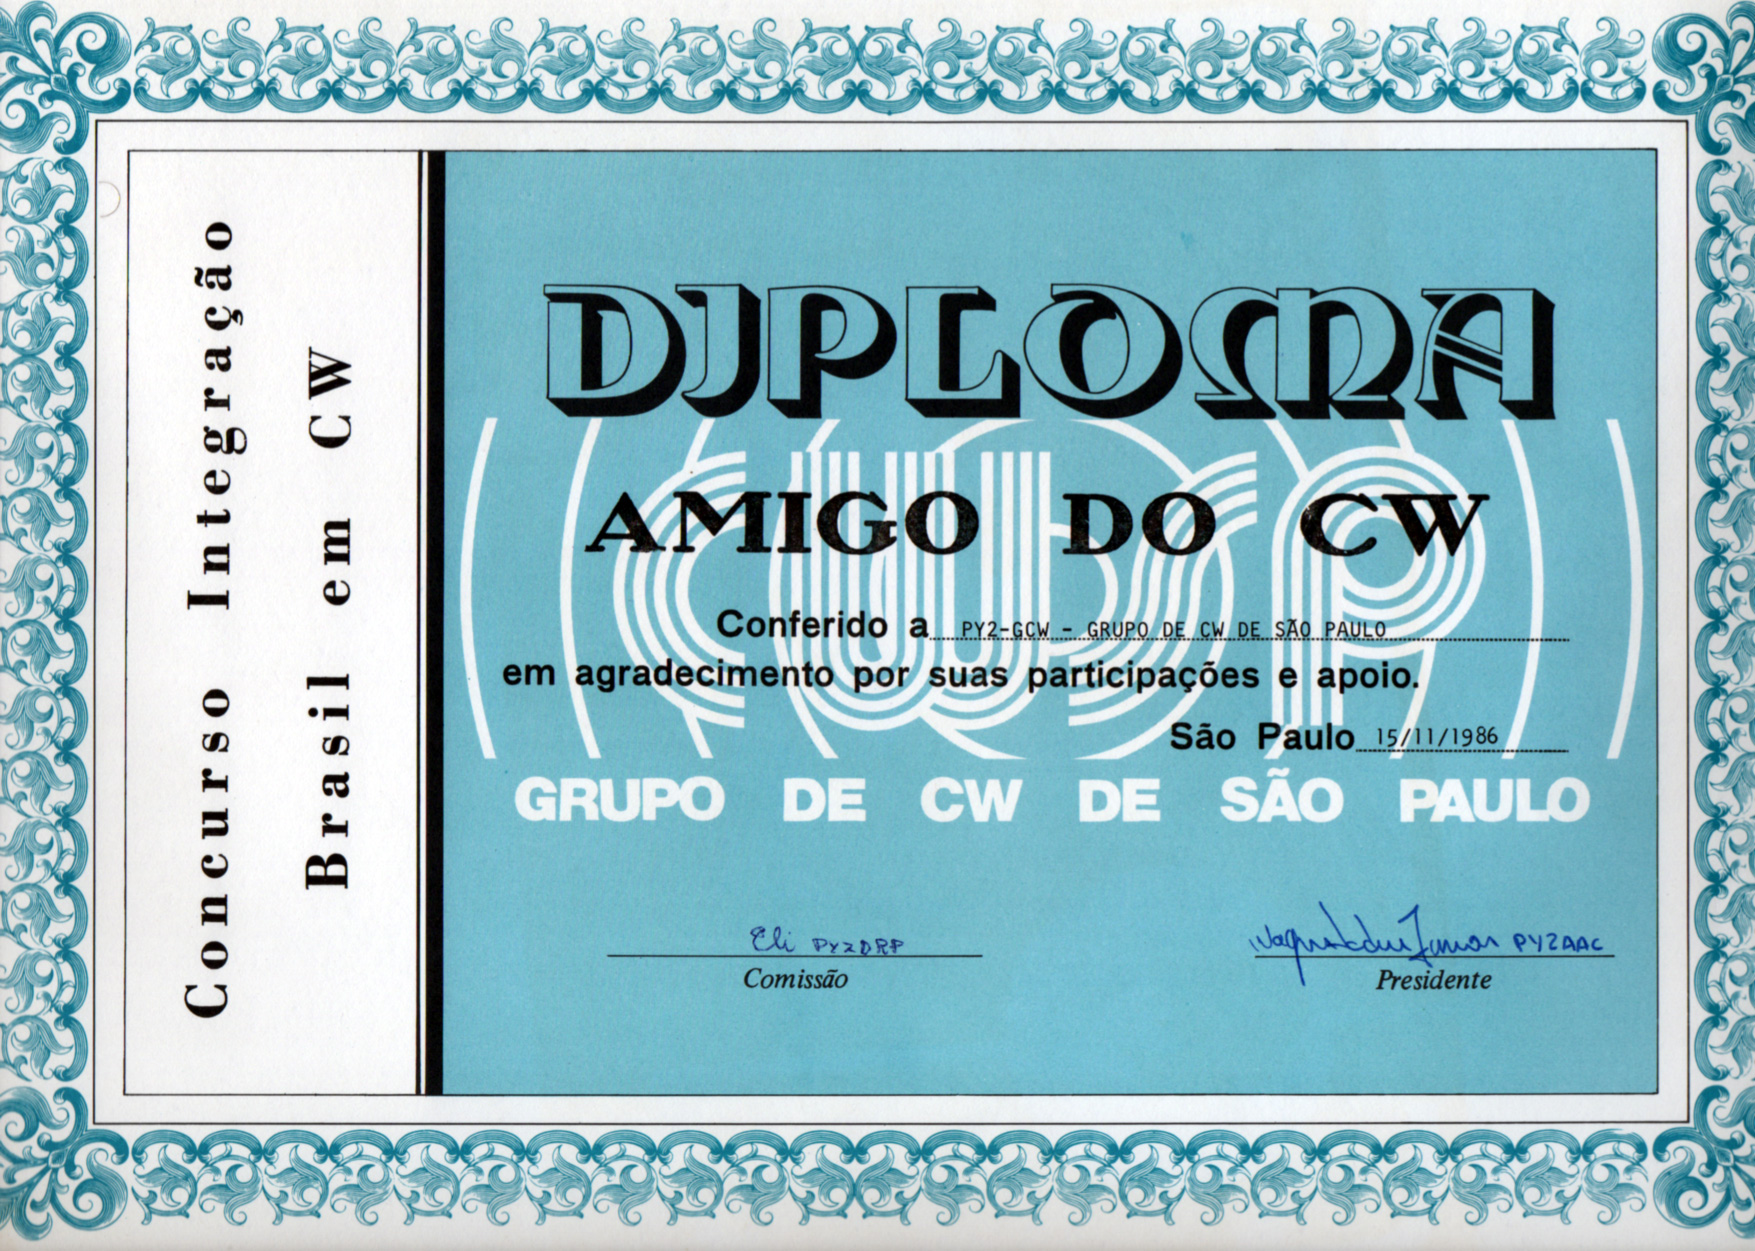 Concurso Integração
Brasil em CW
DIPLOMA
AMIGO DO CW
Conferido a PY2-GCW - GRUPO DE CW DE SÃO PAULO
em agradecimento por suas participações e apoio.
São Paulo 15/11/1986
GRUPO DE CW DE SÃO PAULO
Eli PY2DRP
Comissão
Junior PY2AAC
Presidente